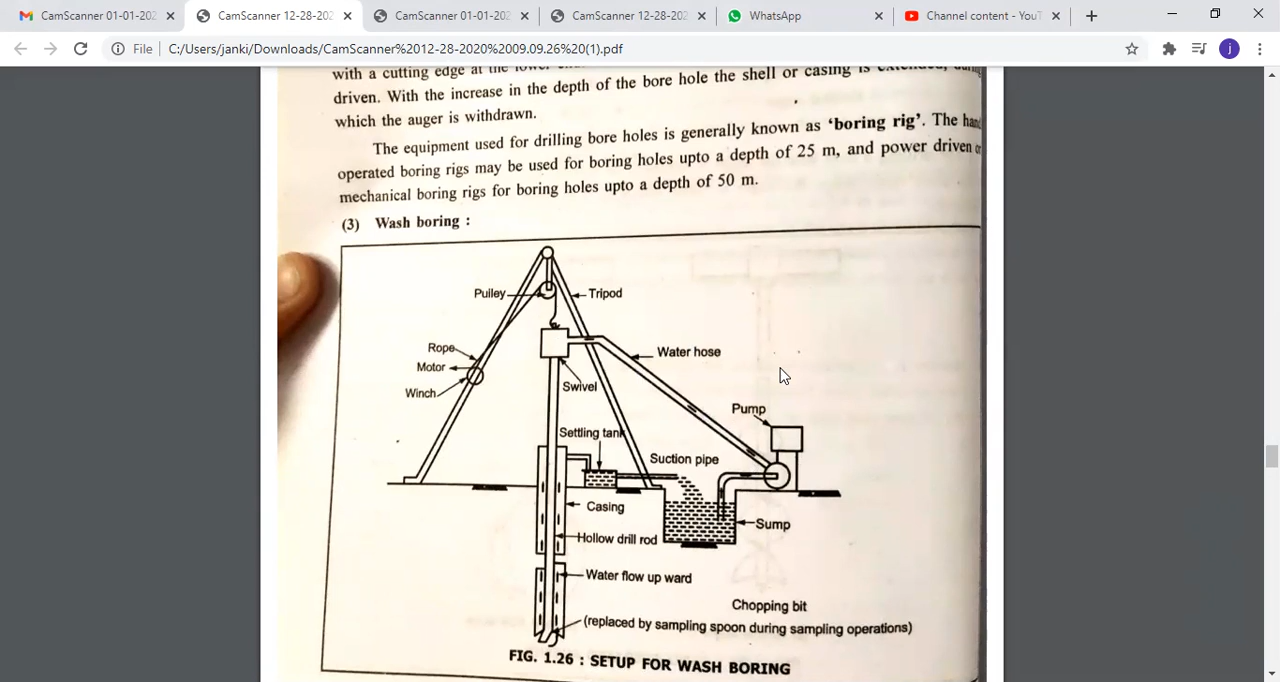 CamScanner 01-01-202
CamScanner 12-28-202
CamScanner 01-01-202
CamScanner 12-28-202
WhatsApp
Channel content - YouT
File
C:/Users/janki/Downloads/CamScanner%2012-28-2020%2009.09.26%20(1).pdf
j
with a cutting edge at the lower
driven. With the increase in the depth of the bore hole the shell or casing is extended,
which the auger is withdrawn.
The equipment used for drilling bore holes is generally known as ‘boring rig’. The
operated boring rigs may be used for boring holes upto a depth of 25 m, and power driven
mechanical boring rigs for boring holes upto a depth of 50 m.
(3) Wash boring :
Pulley
Tripod
Rope
Motor
Winch
Swivel
Water hose
Pump
Settling tank
Suction pipe
Casing
Sump
Hollow drill rod
Water flow up ward
Chopping bit
(replaced by sampling spoon during sampling operations)
FIG. 1.26 : SETUP FOR WASH BORING